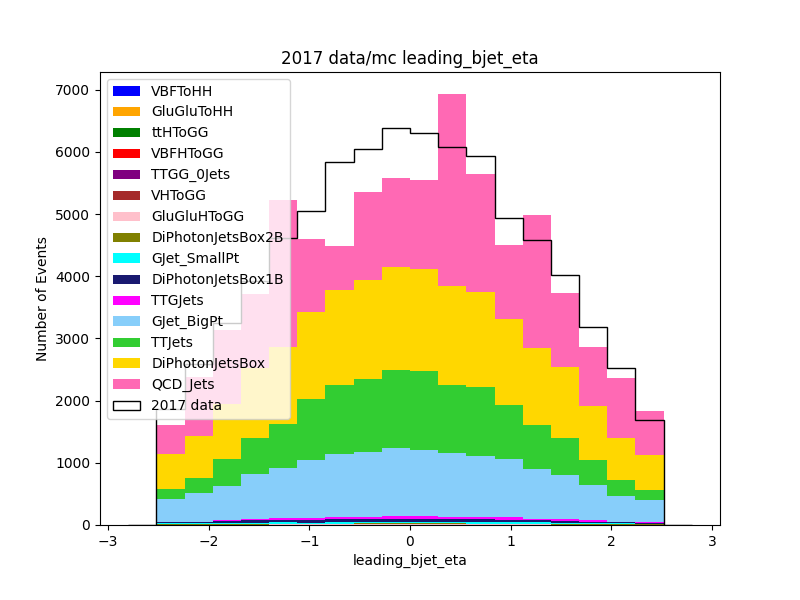 2017 data/mc leading_bjet_eta
Number of Events
7000
6000
5000
4000
3000
2000
1000
0
VBFToHH
GluGluToHH
ttHToGG
VBFHToGG
TTGG_0Jets
VHToGG
GluGluHToGG
DiPhotonJetsBox2B
GJet_SmallPt
DiPhotonJetsBox1B
TTGJets
GJet_BigPt
TTJets
DiPhotonJetsBox
QCD_Jets
2017 data
−3 −2 −1 0 1 2 3
leading_bjet_eta